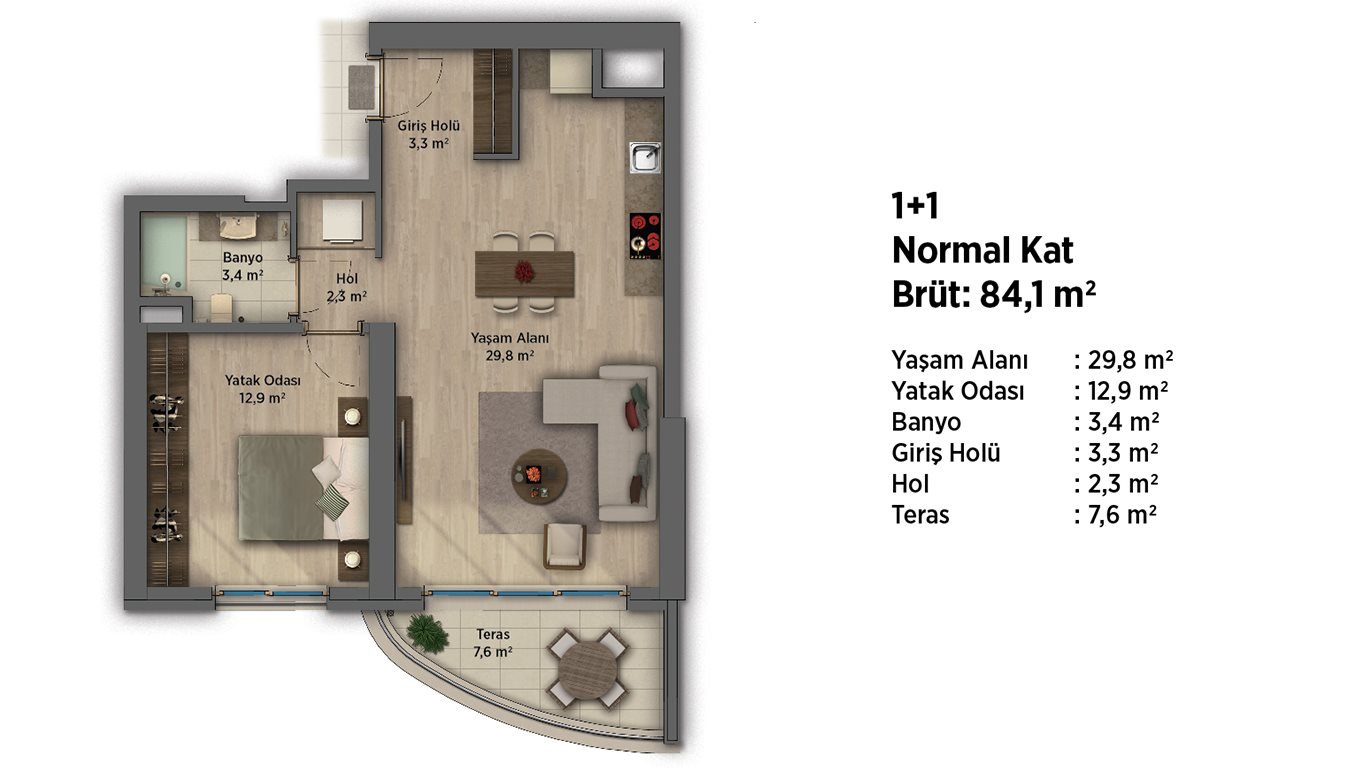 Giriş Holü
3,3 m²
Banyo
3,4 m²
Hol
2,3 m²
Yaşam Alanı
29,8 m²
Yatak Odası
12,9 m²
Teras
7,6 m²
1+1
Normal Kat
Brüt: 84,1 m²
Yaşam Alanı : 29,8 m²
Yatak Odası : 12,9 m²
Banyo : 3,4 m²
Giriş Holü : 3,3 m²
Hol : 2,3 m²
Teras : 7,6 m²